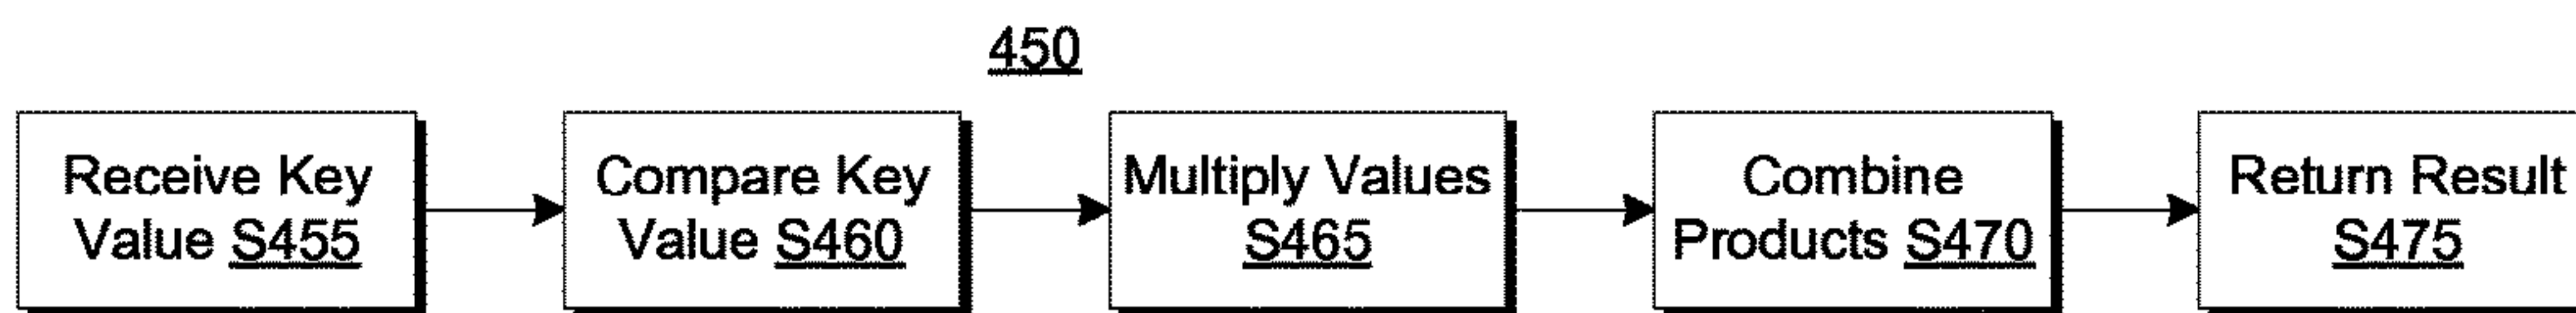 450
Receive Key
Value S455
Compare Key
Value S460
Multiply Values
S465
Combine
Products S470
Return Result
S475